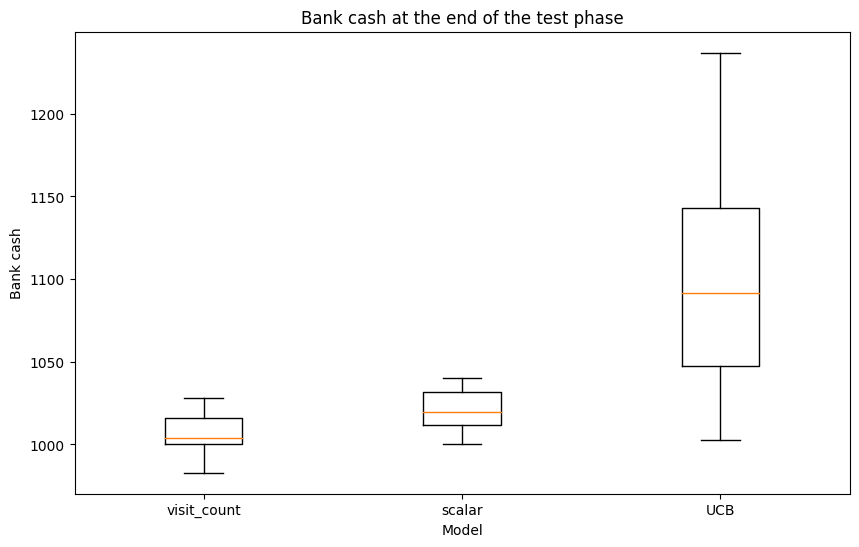 Bank cash at the end of the test phase
1200
1150
1100
1050
1000
Bank cash
visit_count
scalar
UCB
Model